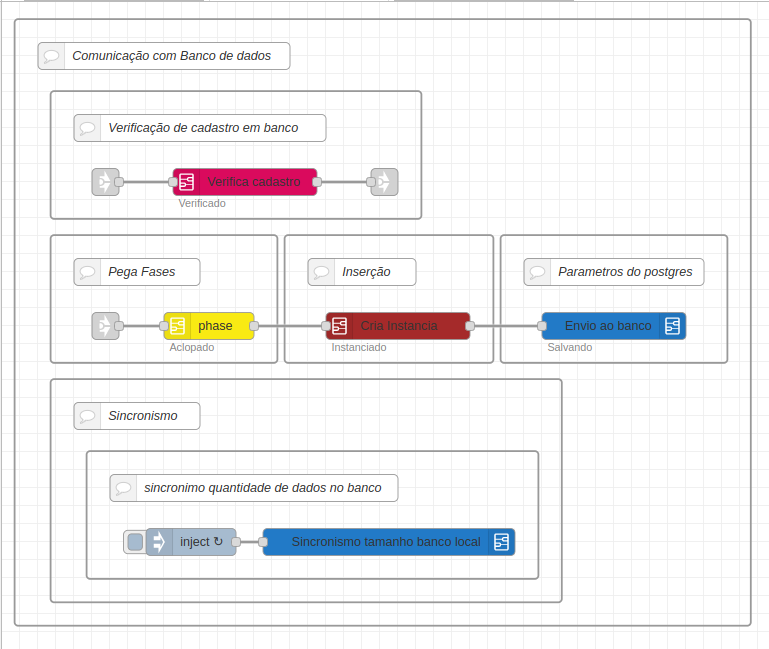 Comunicação com Banco de dados
Verificação de cadastro em banco
Verifica cadastro
Verificado
Pega Fases
Inserção
Parametros do postgres
phase
Cria Instancia
Envio ao banco
Aclopado
Instanciado
Salvando
Sincronismo
sincronimo quantidade de dados no banco
inject ↻
Sincronismo tamanho banco local